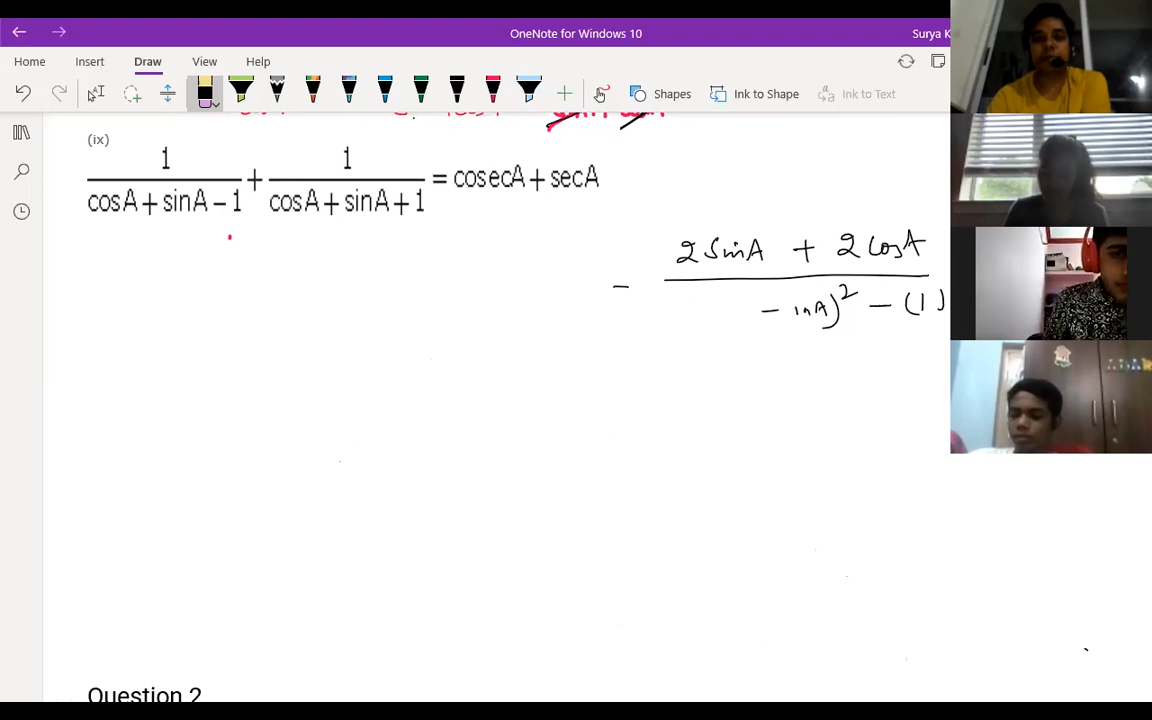 OneNote for Windows 10
Surya K
Home Insert Draw View Help
Shapes Ink to Shape Ink to Text
(ix)
1/(cosA + sinA − 1) + 1/(cosA + sinA + 1) = cosecA + secA
2 SinA + 2 CosA
− inA)² − (1)
Question 2